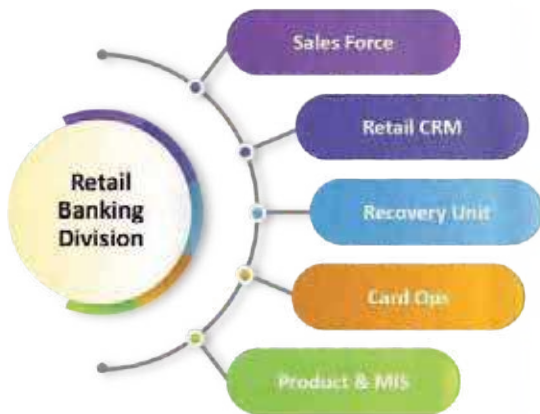 Retail
Banking
Division
Sales Force
Retail CRM
Recovery Unit
Card Ops
Product & MIS